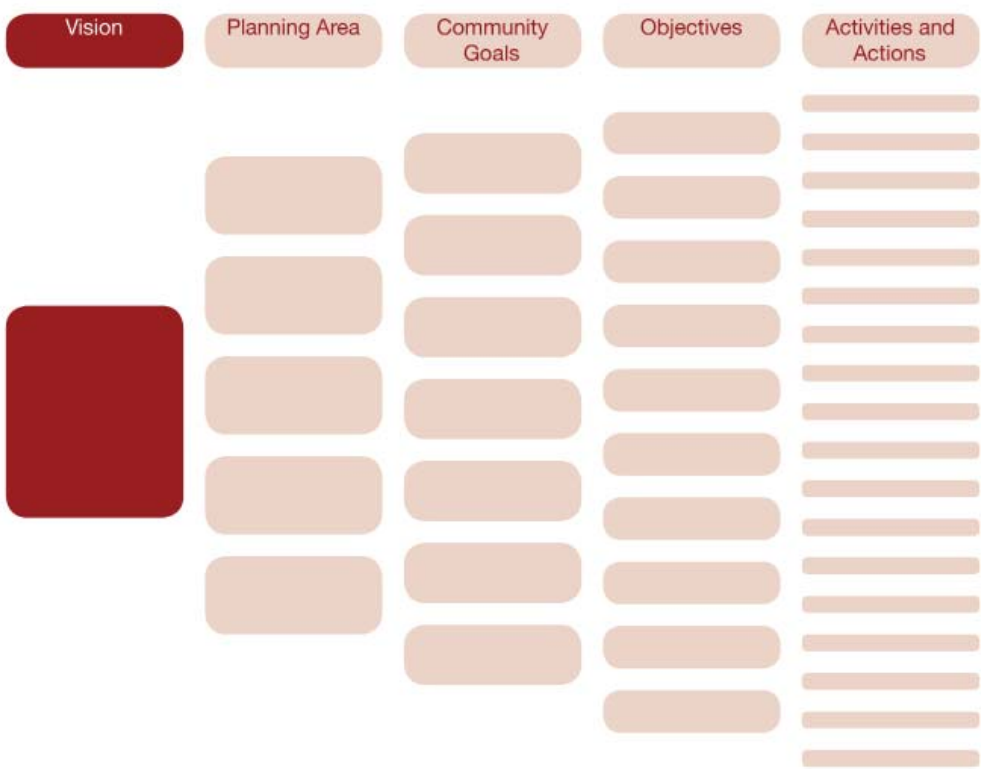 Vision
Planning Area
Community
Goals
Objectives
Activities and
Actions